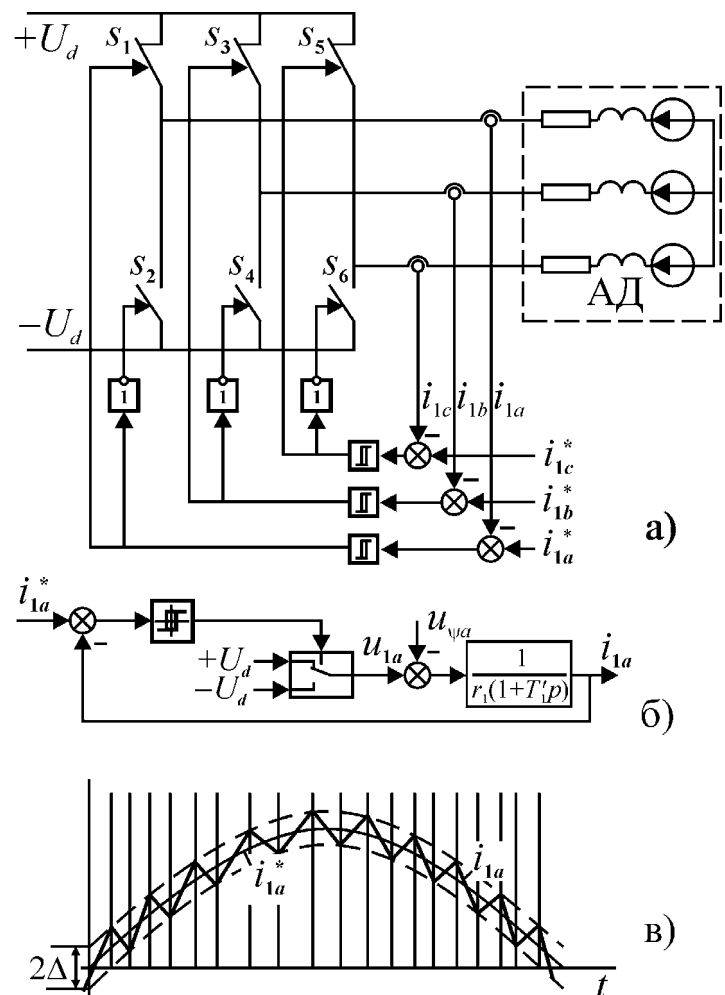 +U_d s_1 s_3 s_5
s_2 s_4 s_6
АД
−U_d
1 1 1
i_1c i_1b i_1a
− i*_1c
− i*_1b
− i*_1a
а)
i*_1a
−
+U_d
−U_d
u_1a
u_ψa
−
1
r_1(1+T′_1p)
i_1a
б)
i*_1a
i_1a
2Δ
t
в)